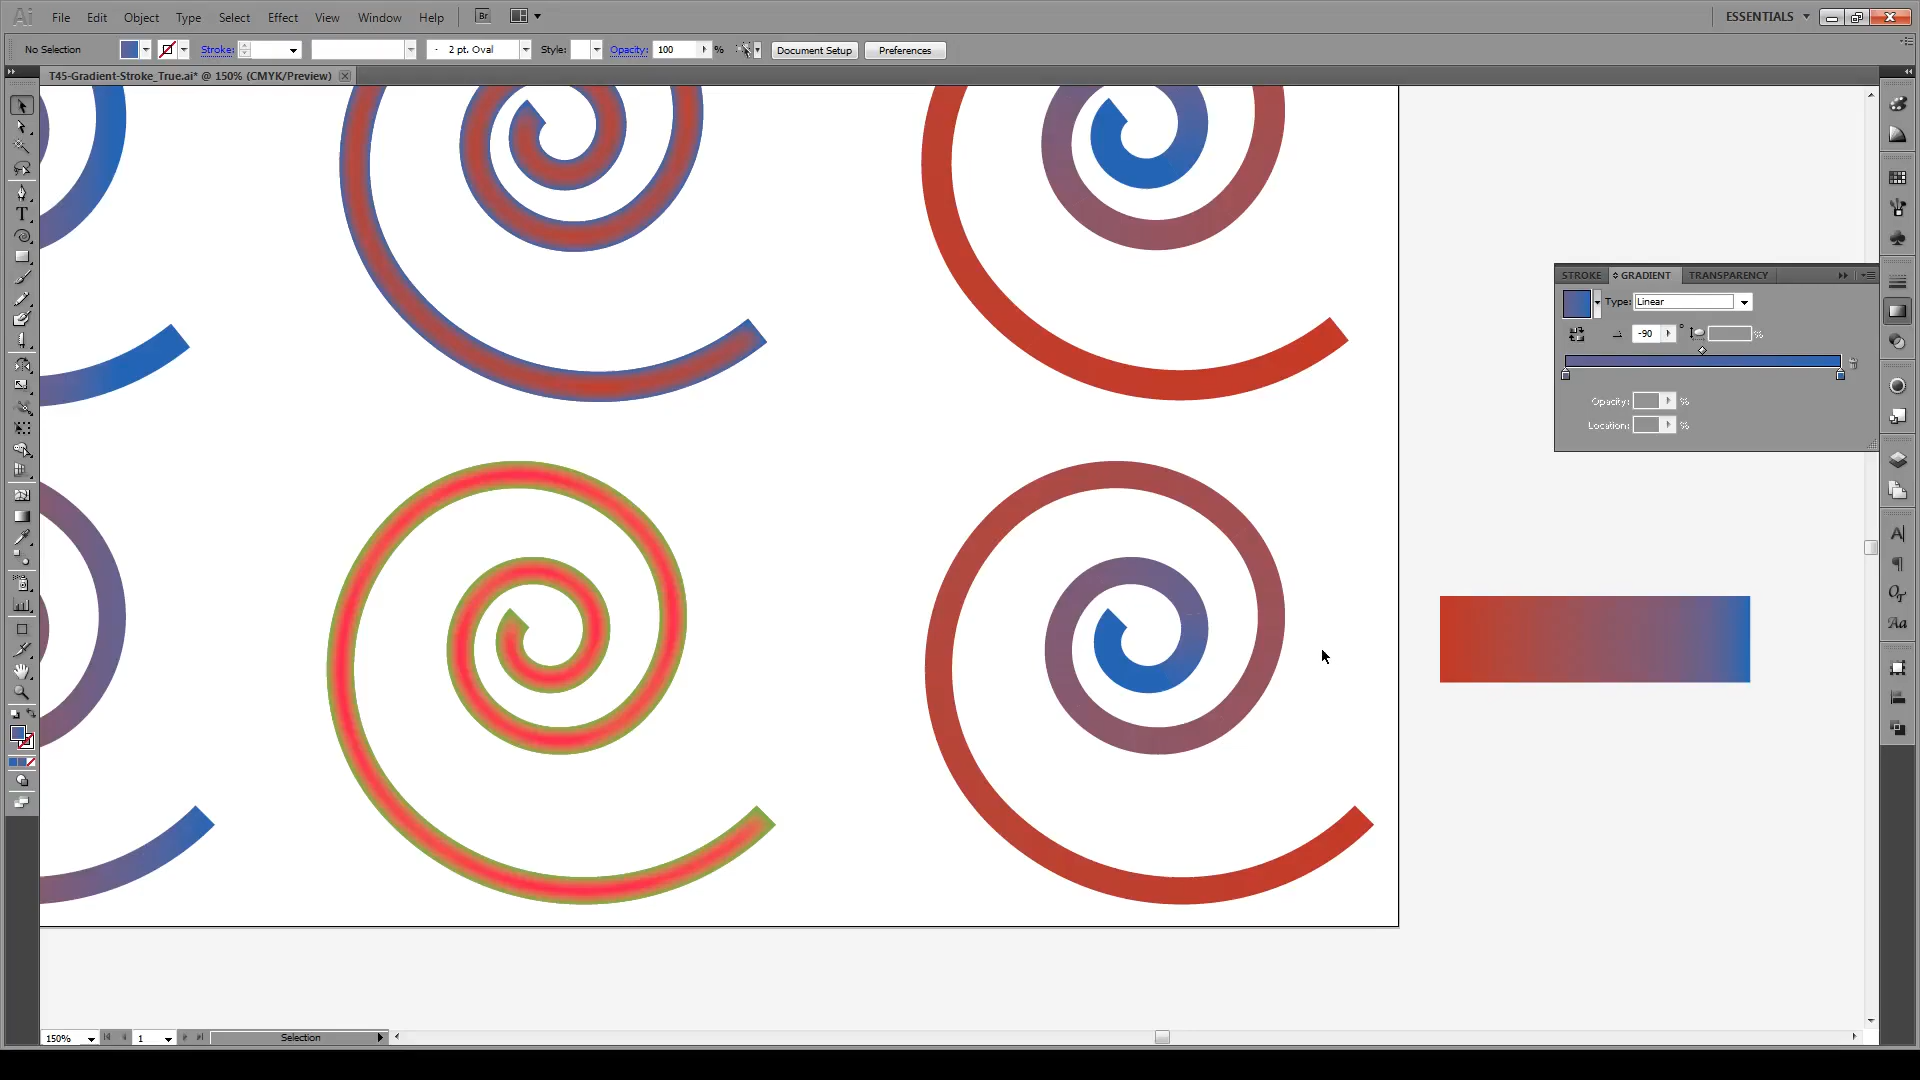 Ai File Edit Object Type Select Effect View Window Help Br ESSENTIALS
No Selection Stroke: 2 pt. Oval Style: Opacity: 100 % Document Setup Preferences
T45-Gradient-Stroke_True.ai* @ 150% (CMYK/Preview)
STROKE GRADIENT TRANSPARENCY
Type: Linear
-90 ° %
Opacity: %
Location: %
150% 1 Selection